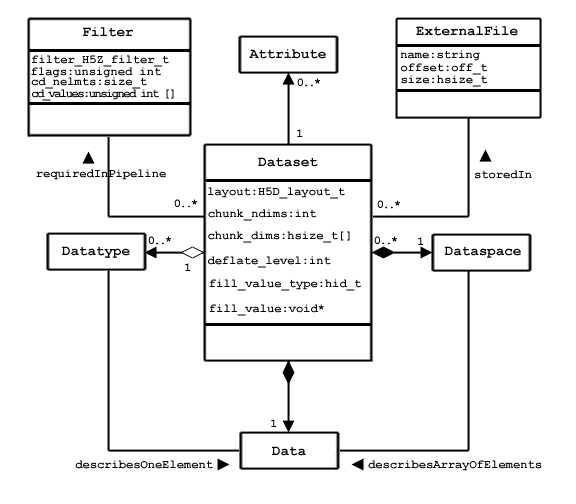 Filter
filter_H5Z_filter_t
flags:unsigned int
cd_nelmts:size_t
cd_values:unsigned int []
Attribute
ExternalFile
name:string
offset:off_t
size:hsize_t
0..*
1
requiredInPipeline
storedIn
0..*
0..*
Dataset
layout:H5D_layout_t
chunk_ndims:int
chunk_dims:hsize_t[]
deflate_level:int
fill_value_type:hid_t
fill_value:void*
Datatype
0..*
1
0..*
1
Dataspace
1
Data
describesOneElement
describesArrayOfElements